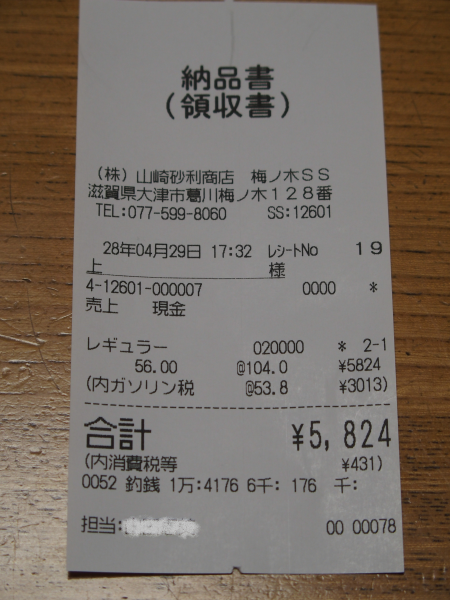 納品書
（領収書）
（株）山崎砂利商店　梅ノ木ＳＳ
滋賀県大津市葛川梅ノ木１２８番
TEL:077-599-8060 SS:12601
28年04月29日 17:32 ﾚｼｰﾄNo 19
上 様
4-12601-000007 0000 *
売上 現金
レギュラー 020000 * 2-1
56.00 @104.0 ¥5824
(内ガソリン税 @53.8 ¥3013)
合計 ¥5,824
(内消費税等 ¥431)
0052 釣銭 1万:4176 6千: 176 千:
担当: 00 00078